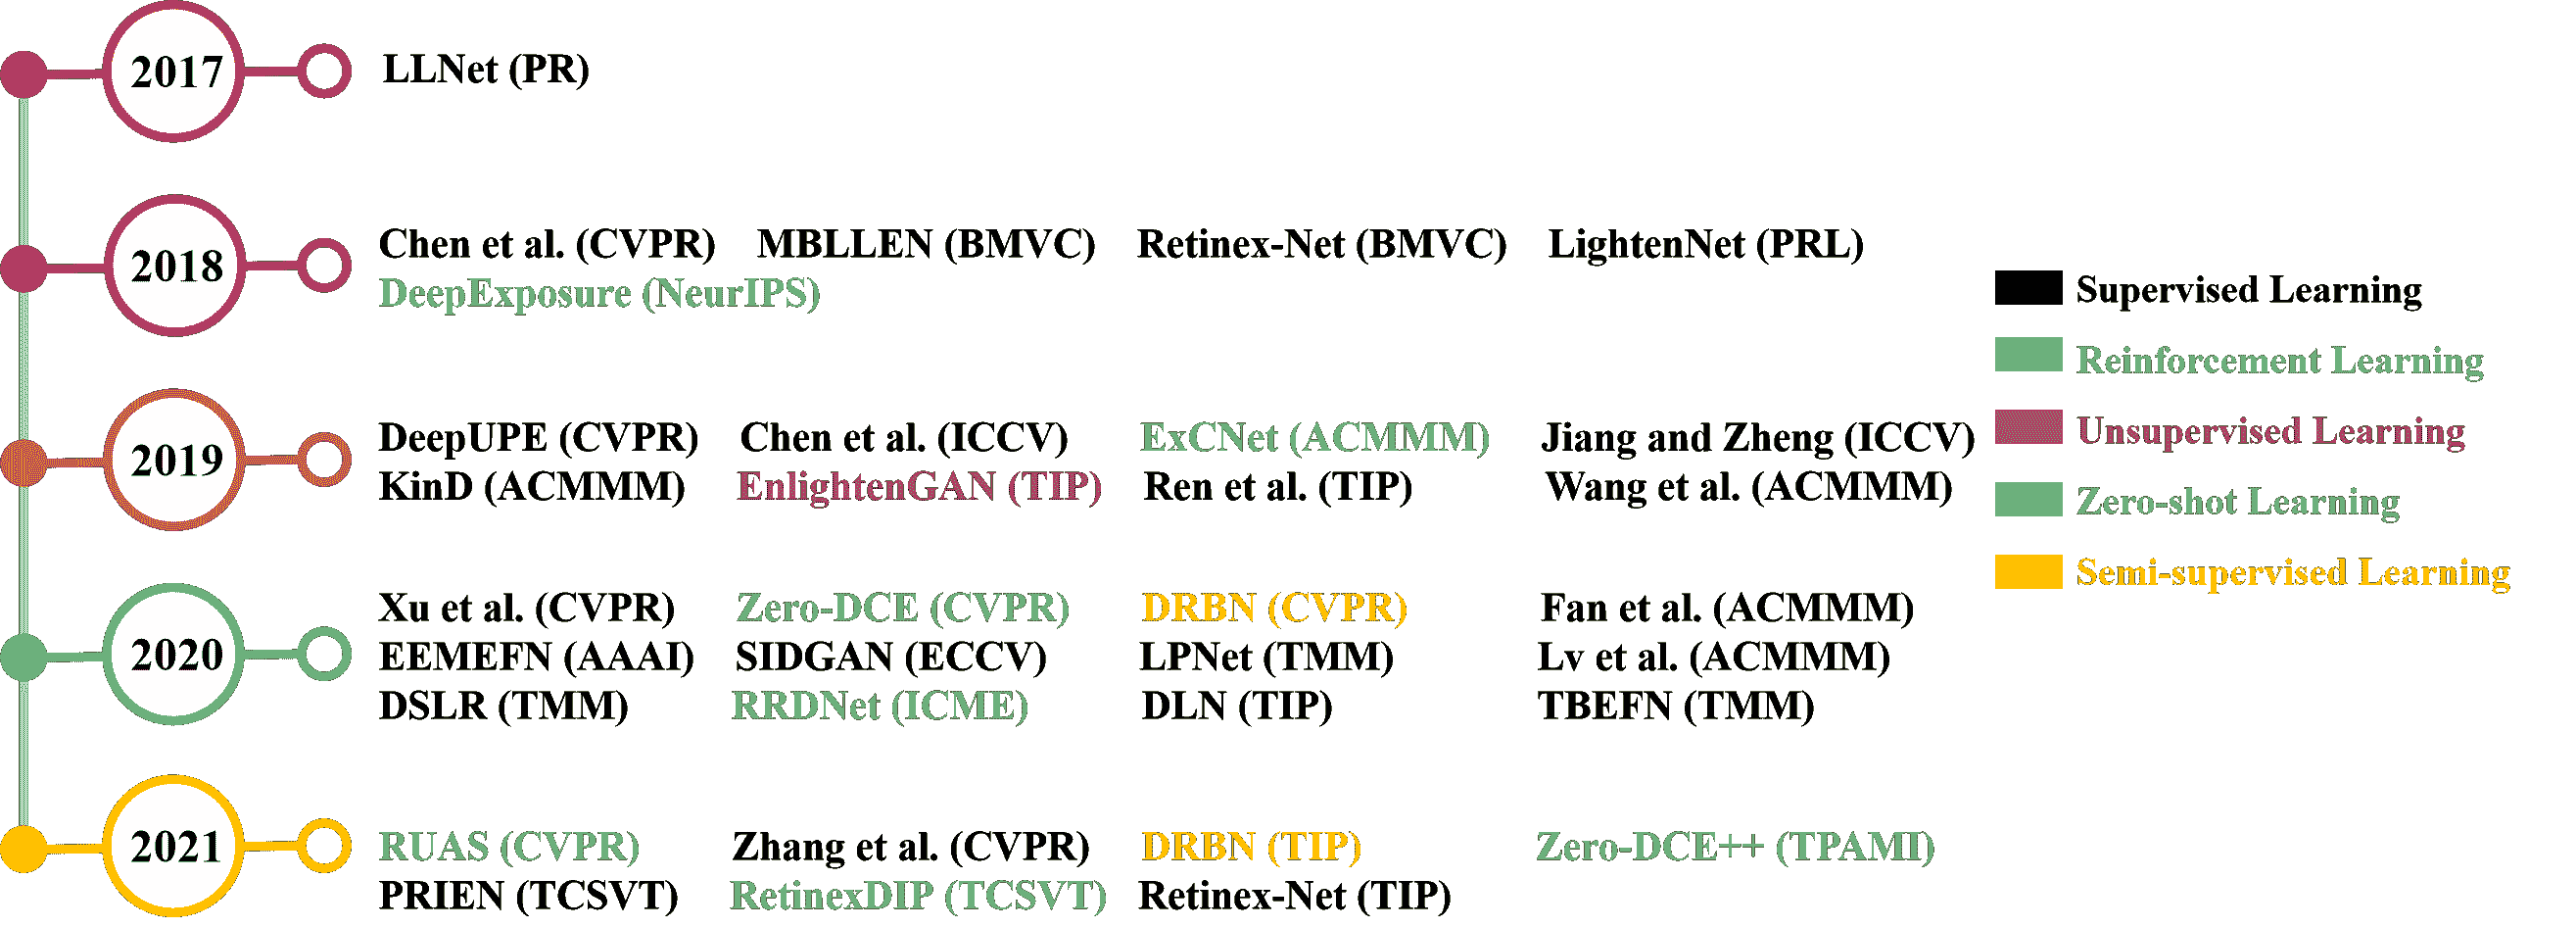 2017 LLNet (PR)
2018 Chen et al. (CVPR) MBLLEN (BMVC) Retinex-Net (BMVC) LightenNet (PRL)
DeepExposure (NeurIPS)
2019 DeepUPE (CVPR) Chen et al. (ICCV) ExCNet (ACMMM) Jiang and Zheng (ICCV)
KinD (ACMMM) EnlightenGAN (TIP) Ren et al. (TIP) Wang et al. (ACMMM)
2020 Xu et al. (CVPR) Zero-DCE (CVPR) DRBN (CVPR) Fan et al. (ACMMM)
EEMEFN (AAAI) SIDGAN (ECCV) LPNet (TMM) Lv et al. (ACMMM)
DSLR (TMM) RRDNet (ICME) DLN (TIP) TBEFN (TMM)
2021 RUAS (CVPR) Zhang et al. (CVPR) DRBN (TIP) Zero-DCE++ (TPAMI)
PRIEN (TCSVT) RetinexDIP (TCSVT) Retinex-Net (TIP)
Supervised Learning
Reinforcement Learning
Unsupervised Learning
Zero-shot Learning
Semi-supervised Learning